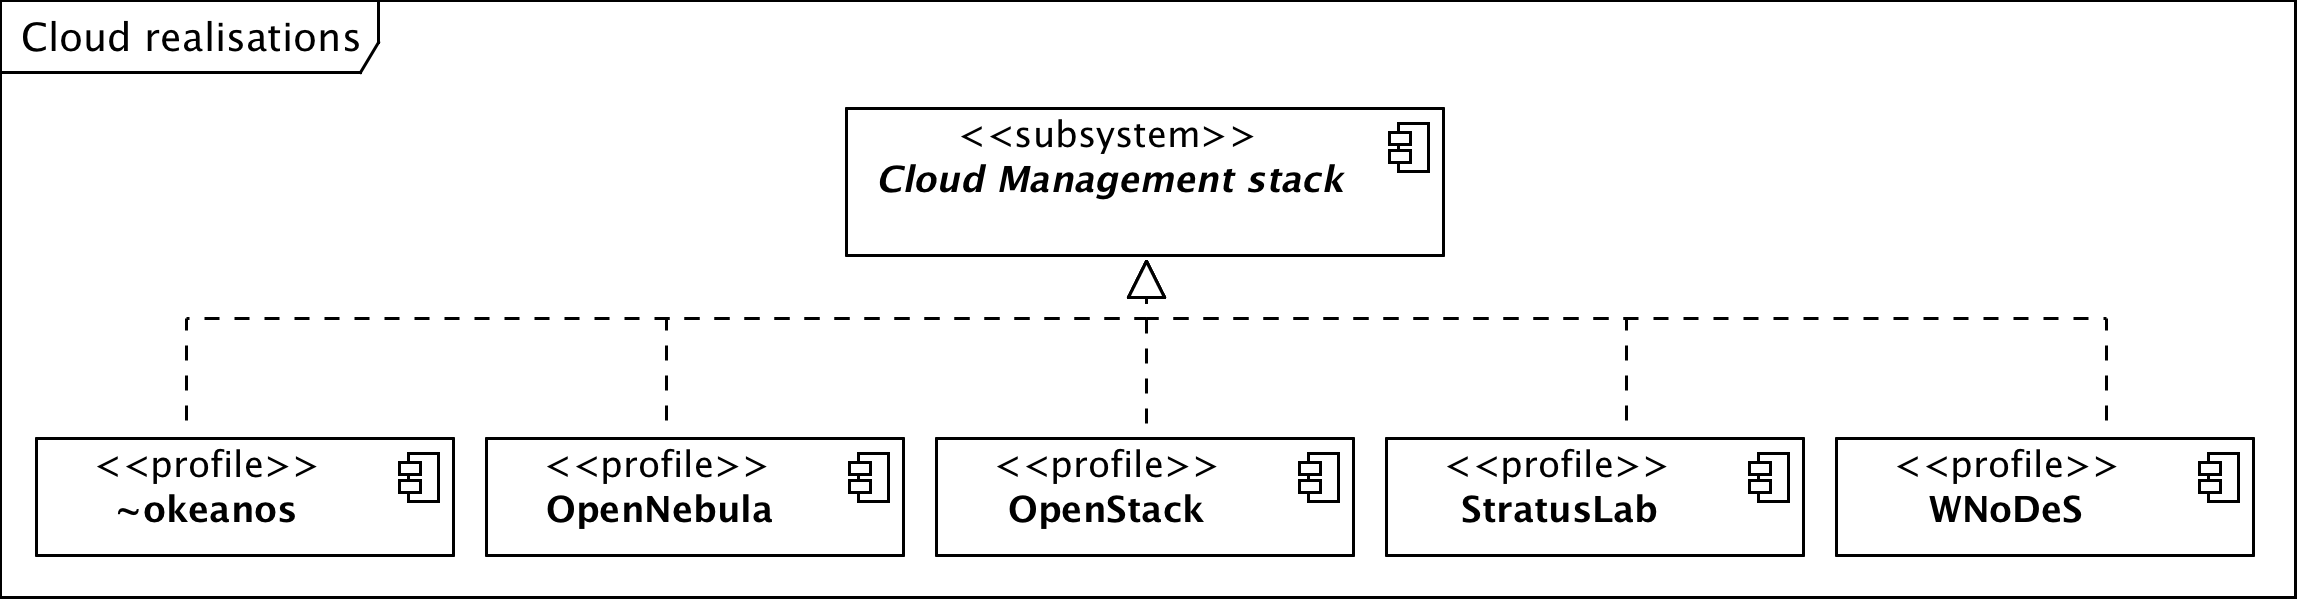 Cloud realisations
<<subsystem>>
Cloud Management stack
<<profile>>
~okeanos
<<profile>>
OpenNebula
<<profile>>
OpenStack
<<profile>>
StratusLab
<<profile>>
WNoDeS